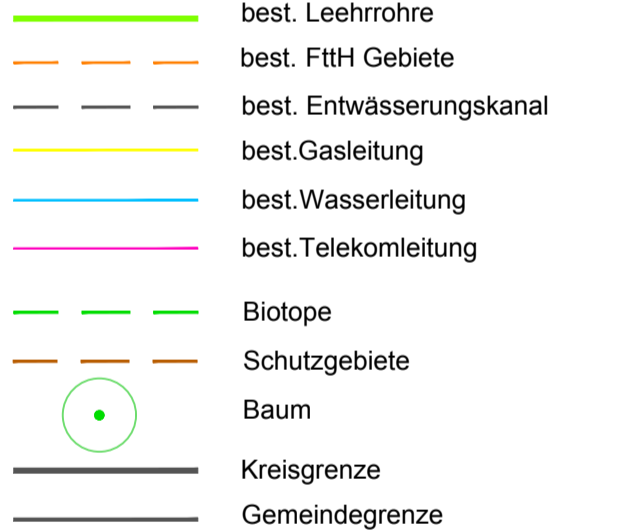 best. Leehrrohre
best. FttH Gebiete
best. Entwässerungskanal
best.Gasleitung
best.Wasserleitung
best.Telekomleitung
Biotope
Schutzgebiete
Baum
Kreisgrenze
Gemeindegrenze